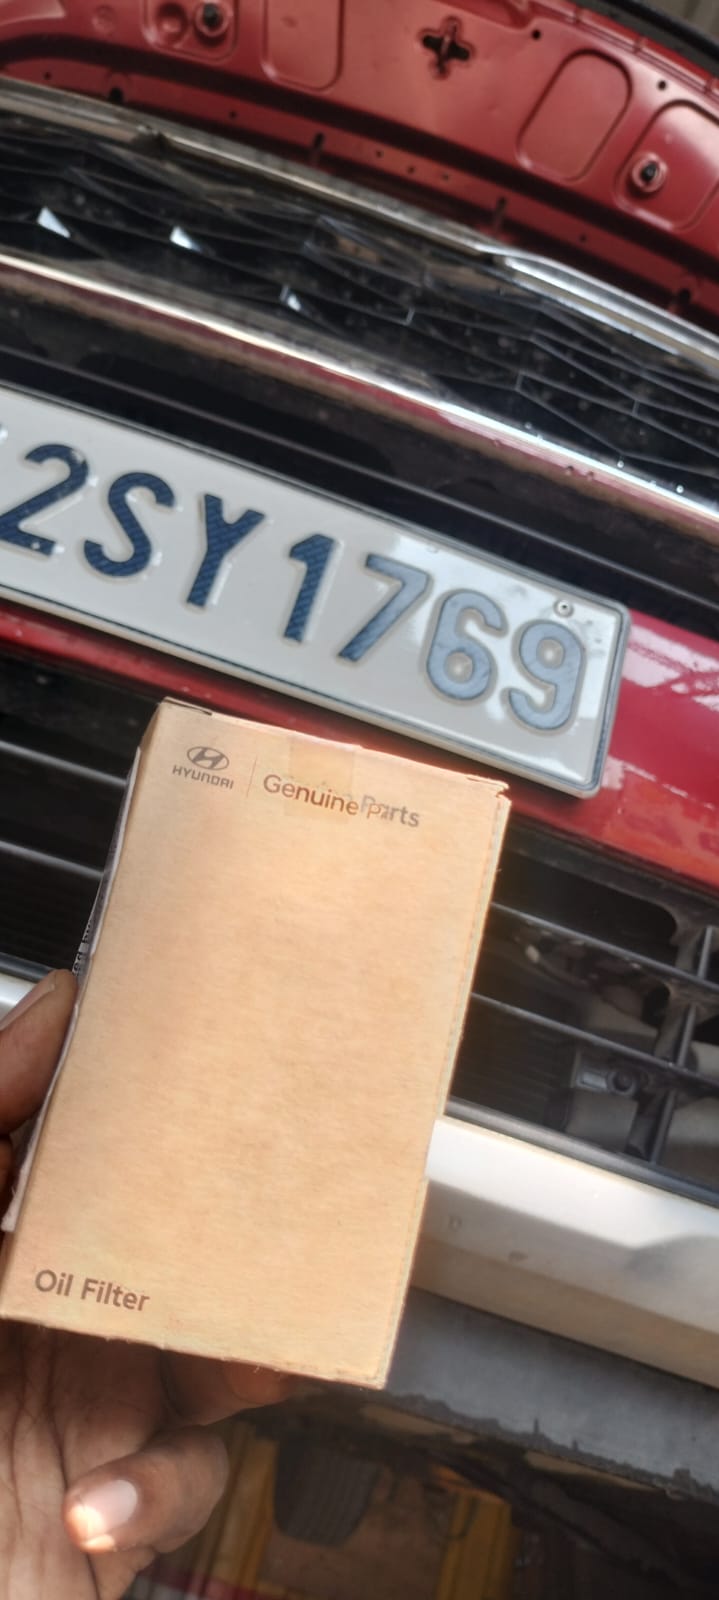 2SY1769
HYUNDAI | Genuine Parts
Oil Filter